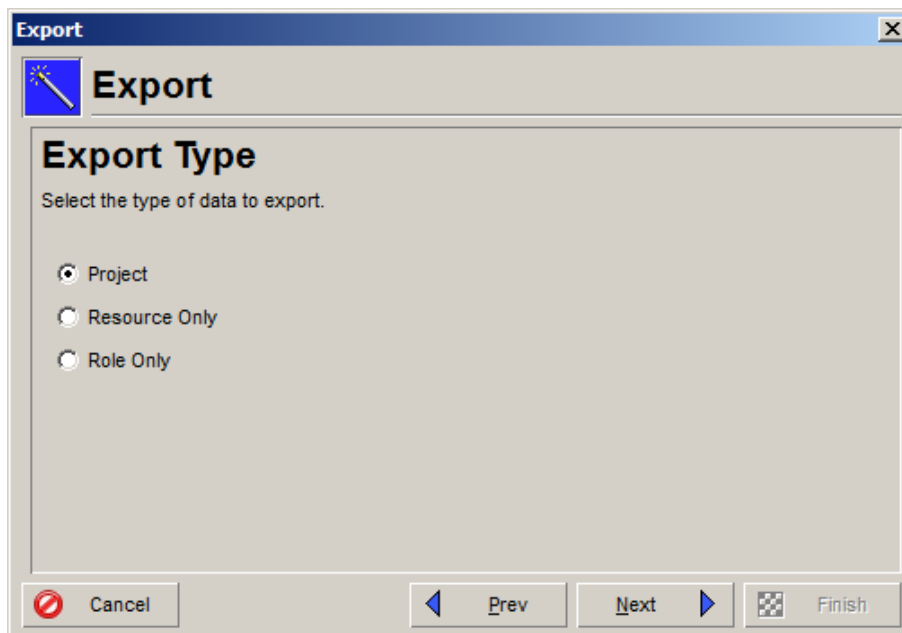 Export
Export
Export Type
Select the type of data to export.
Project
Resource Only
Role Only
Cancel
Prev
Next
Finish